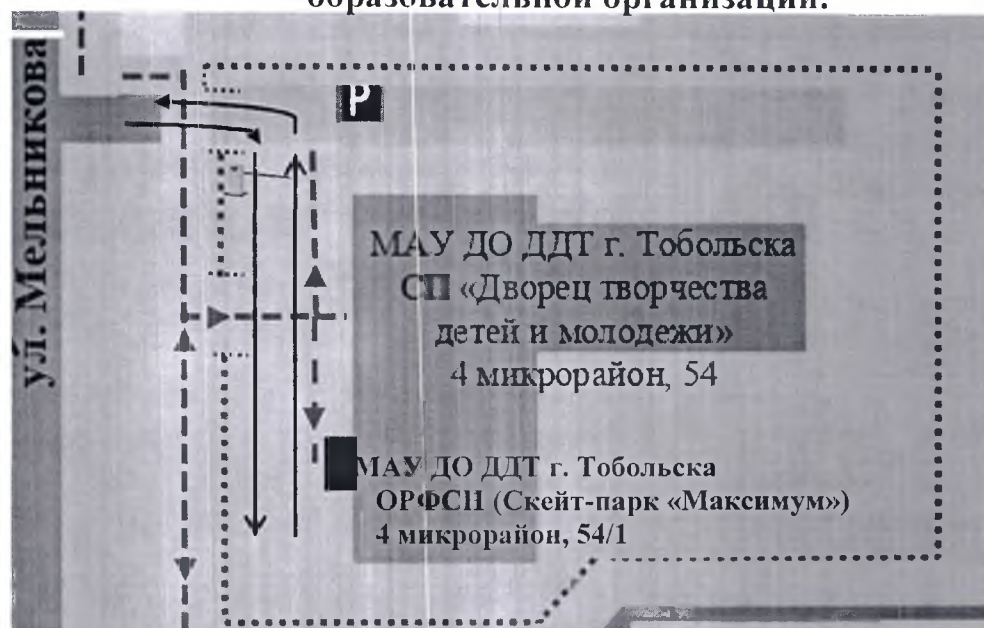 образовательной организации.
ул. Мельникова
P
МАУ ДО ДДТ г. Тобольска
СП «Дворец творчества
детей и молодежи»
4 микрорайон, 54
МАУ ДО ДДТ г. Тобольска
ОРФСП (Скейт-парк «Максимум»)
4 микрорайон, 54/1